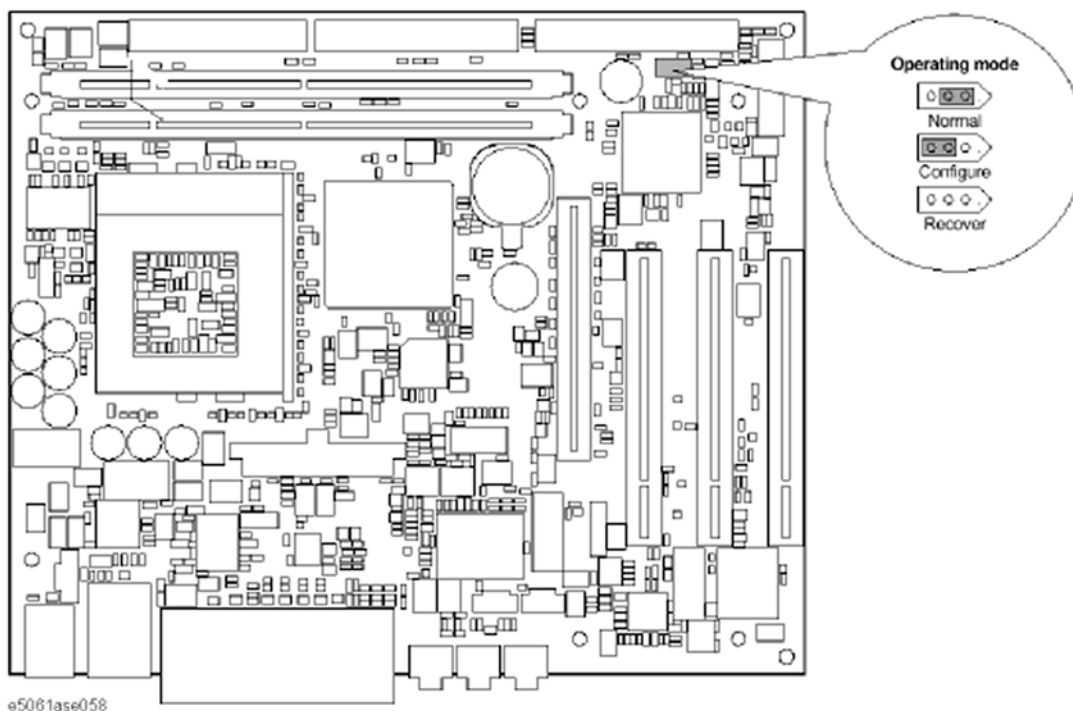 Operating mode
Normal
Configure
Recover
e5061ase058